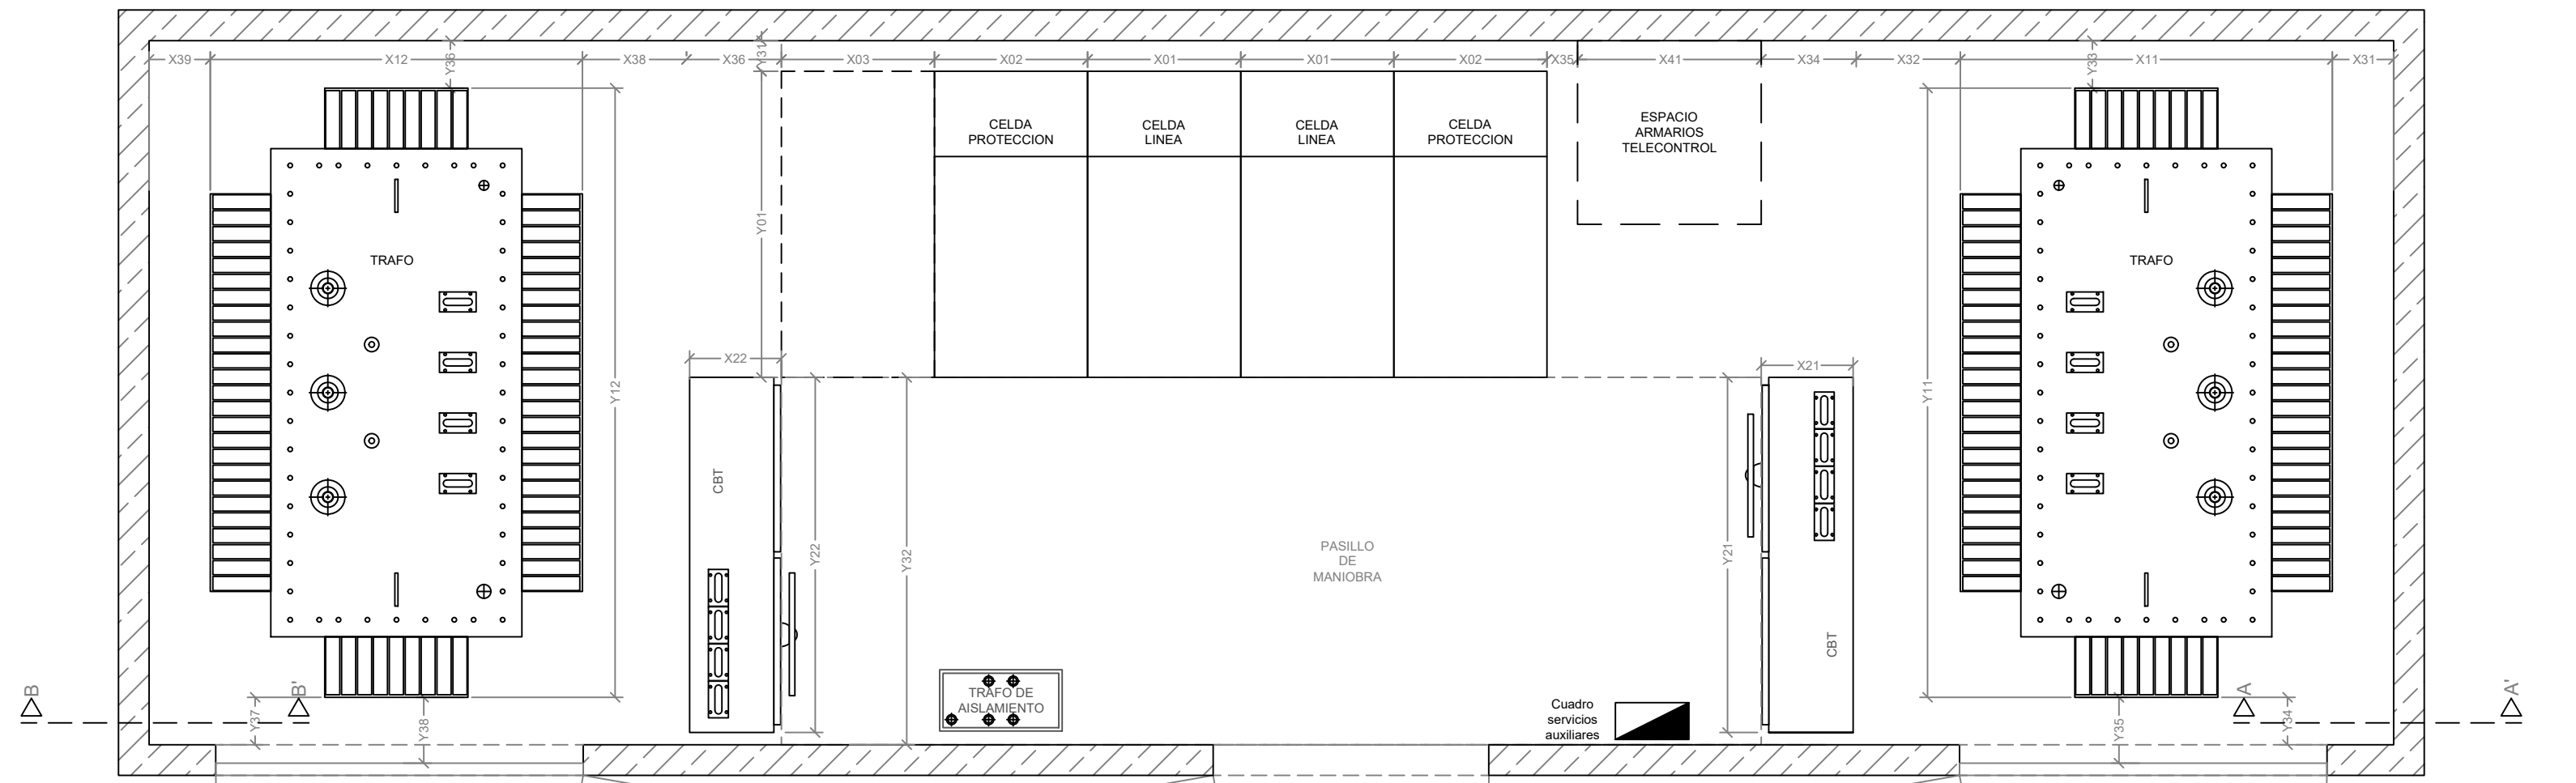 X39
X12
Y36
X38
X36
Y31
X03
X02
X01
X01
X02
X35
X41
X34
X32
Y33
X11
X31
CELDA
PROTECCION
CELDA
LINEA
CELDA
LINEA
CELDA
PROTECCION
ESPACIO
ARMARIOS
TELECONTROL
Y01
TRAFO
TRAFO
X22
X21
Y12
Y11
CBT
Y22
Y32
PASILLO
DE
MANIOBRA
Y21
CBT
B
B'
Y37
Y38
TRAFO DE
AISLAMIENTO
Cuadro
servicios
auxiliares
Y35
A
Y34
A'